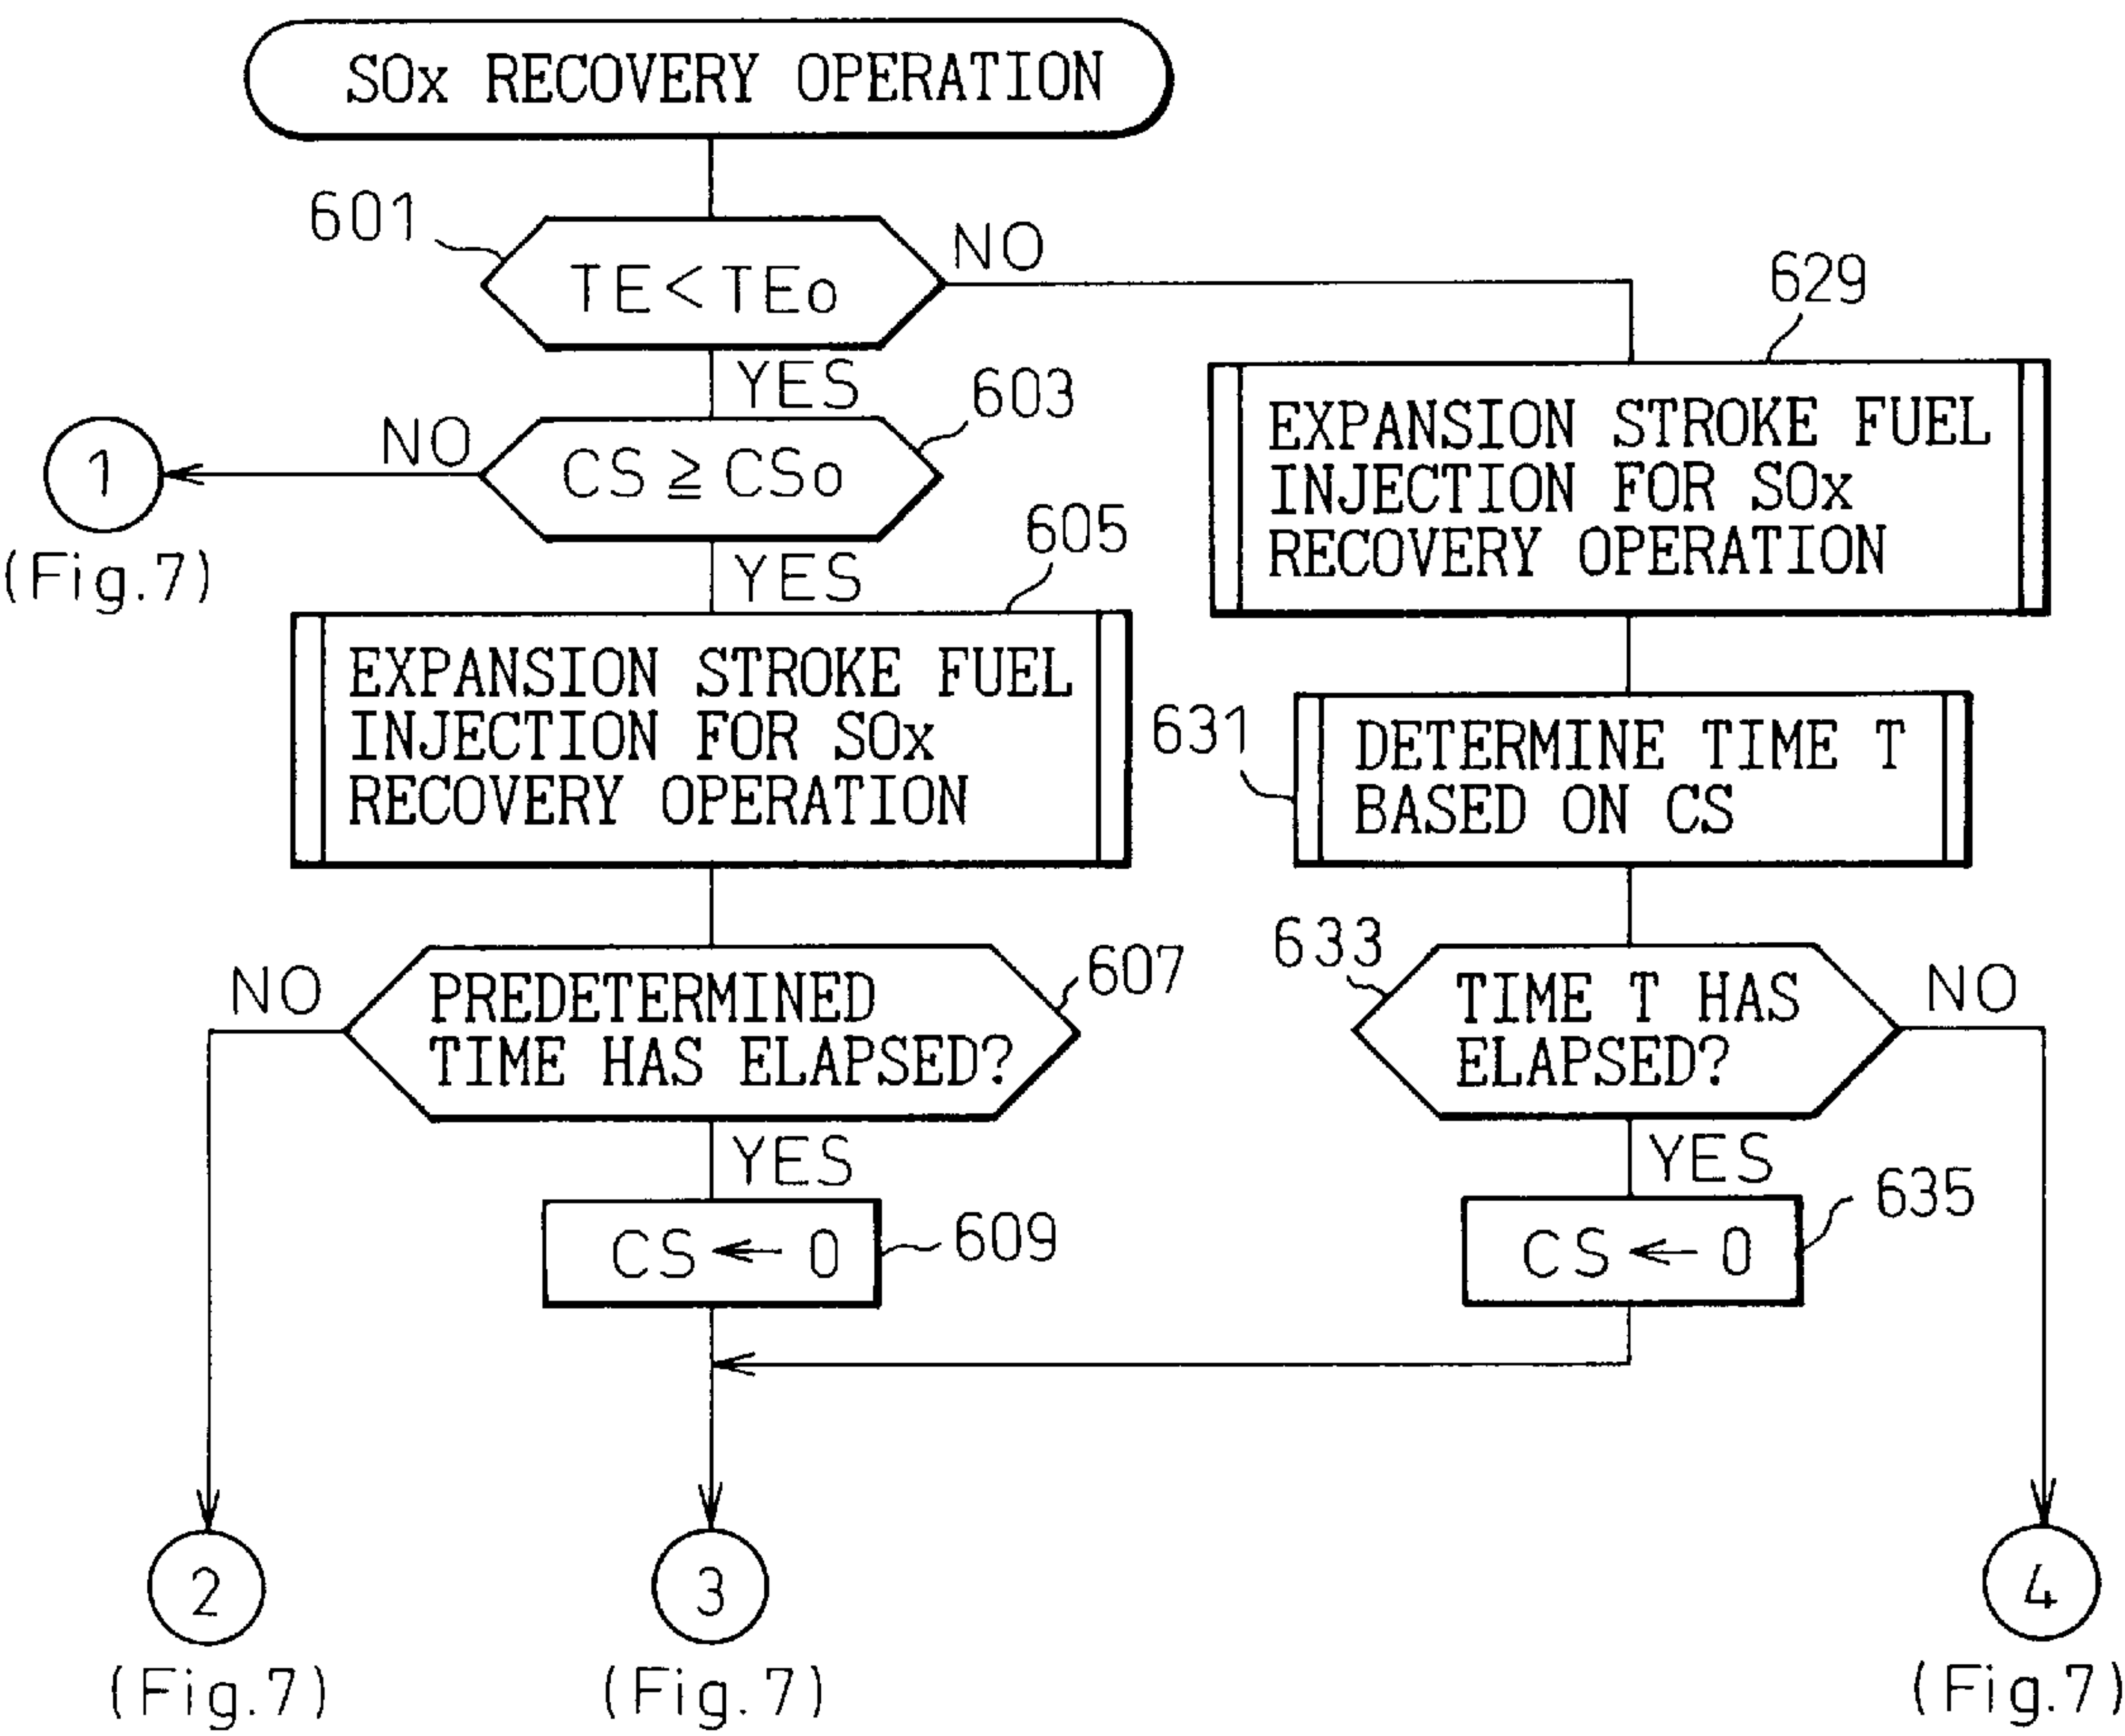 SOx RECOVERY OPERATION
601
TE<TEo
NO
YES
603
CS≧CSo
NO
1
(Fig.7)
YES
605
EXPANSION STROKE FUEL
INJECTION FOR SOx
RECOVERY OPERATION
607
PREDETERMINED
TIME HAS ELAPSED?
NO
YES
CS←0
609
629
EXPANSION STROKE FUEL
INJECTION FOR SOx
RECOVERY OPERATION
631
DETERMINE TIME T
BASED ON CS
633
TIME T HAS
ELAPSED?
NO
YES
CS←0
635
2
(Fig.7)
3
(Fig.7)
4
(Fig.7)